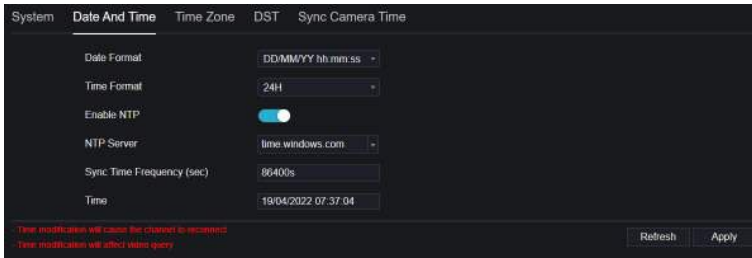 System Date And Time Time Zone DST Sync Camera Time
Date Format DD/MM/YY hh:mm:ss
Time Format 24H
Enable NTP
NTP Server time.windows.com
Sync Time Frequency (sec) 86400s
Time 19/04/2022 07:37:04
- Time modification will cause the channel to reconnect
- Time modification will affect video query
Refresh Apply